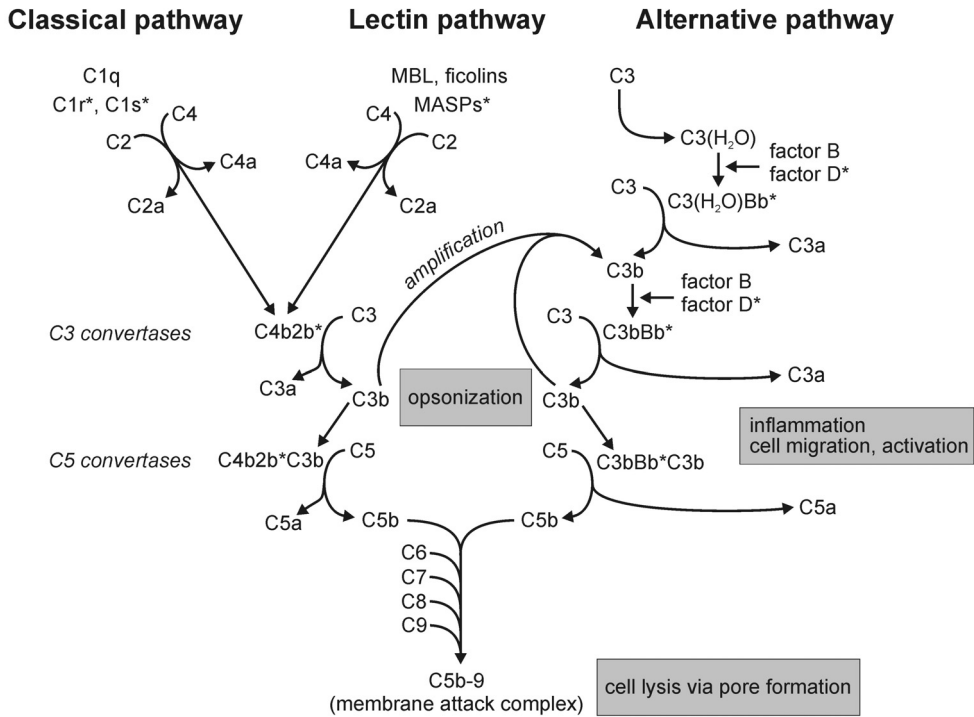 Classical pathway
Lectin pathway
Alternative pathway
C1q
C1r*, C1s*
C4
C2
C4a
C2a
MBL, ficolins
MASPs*
C4
C2
C4a
C2a
C3
C3(H₂O)
factor B
factor D*
C3(H₂O)Bb*
C3
C3a
C3b
factor B
factor D*
amplification
C3 convertases
C4b2b*
C3
C3a
C3b
opsonization
C3
C3bBb*
C3a
C3b
inflammation
cell migration, activation
C5 convertases
C4b2b*C3b
C5
C5a
C5b
C5
C3bBb*C3b
C5a
C5b
C6
C7
C8
C9
C5b-9
(membrane attack complex)
cell lysis via pore formation